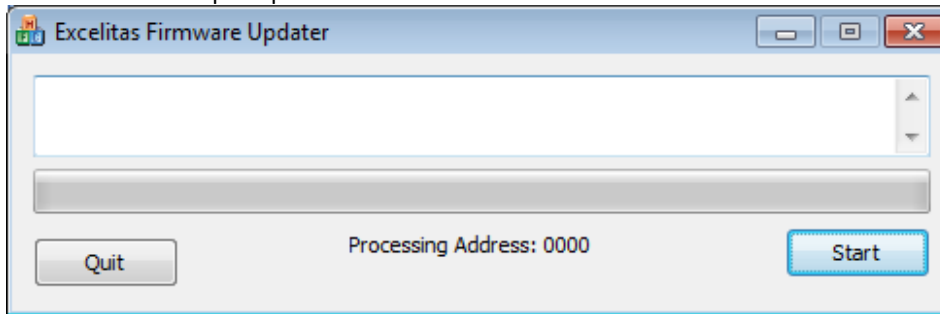 Excelitas Firmware Updater
Processing Address: 0000
Quit
Start